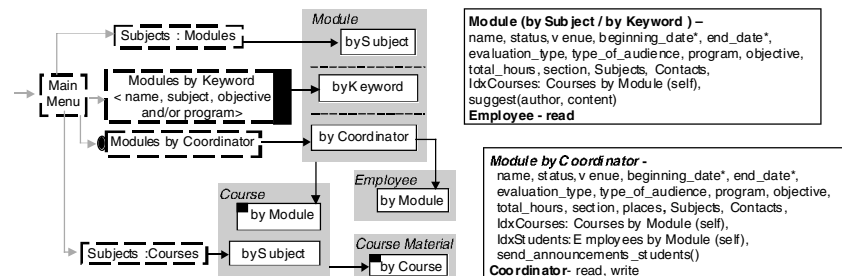 Module
Subjects : Modules
bySubject
Modules by Keyword
< name, subject, objective
and/or program>
byKeyword
Main
Menu
Modules by Coordinator
by Coordinator
Course
by Module
Employee
by Module
Subjects :Courses
bySubject
Course Material
by Course
Module (by Subject / by Keyword ) –
name, status, v enue, beginning_date*, end_date*,
evaluation_type, type_of_audience, program, objective,
total_hours, section, Subjects, Contacts,
IdxCourses: Courses by Module (self),
suggest(author, content)
Employee - read
Module by Coordinator -
name, status,v enue, beginning_date*, end_date*,
evaluation_type, type_of_audience, program, objective,
total_hours, section, places, Subjects, Contacts,
IdxCourses: Courses by Module (self),
IdxStudents: E mployees by Module (self),
send_announcements_students()
Coordinator- read, write